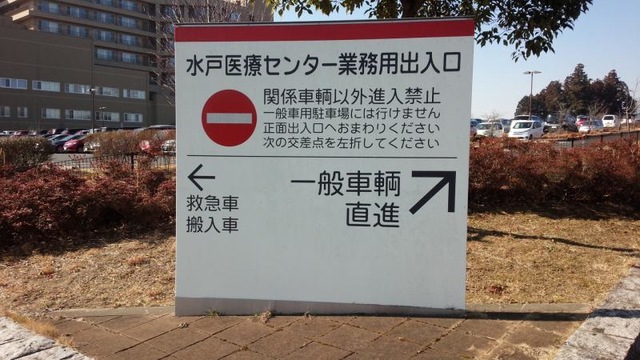 水戸医療センター業務用出入口
関係車輌以外進入禁止
一般車用駐車場には行けません
正面出入口へおまわりください
次の交差点を左折してください
救急車
搬入車
一般車輌
直進